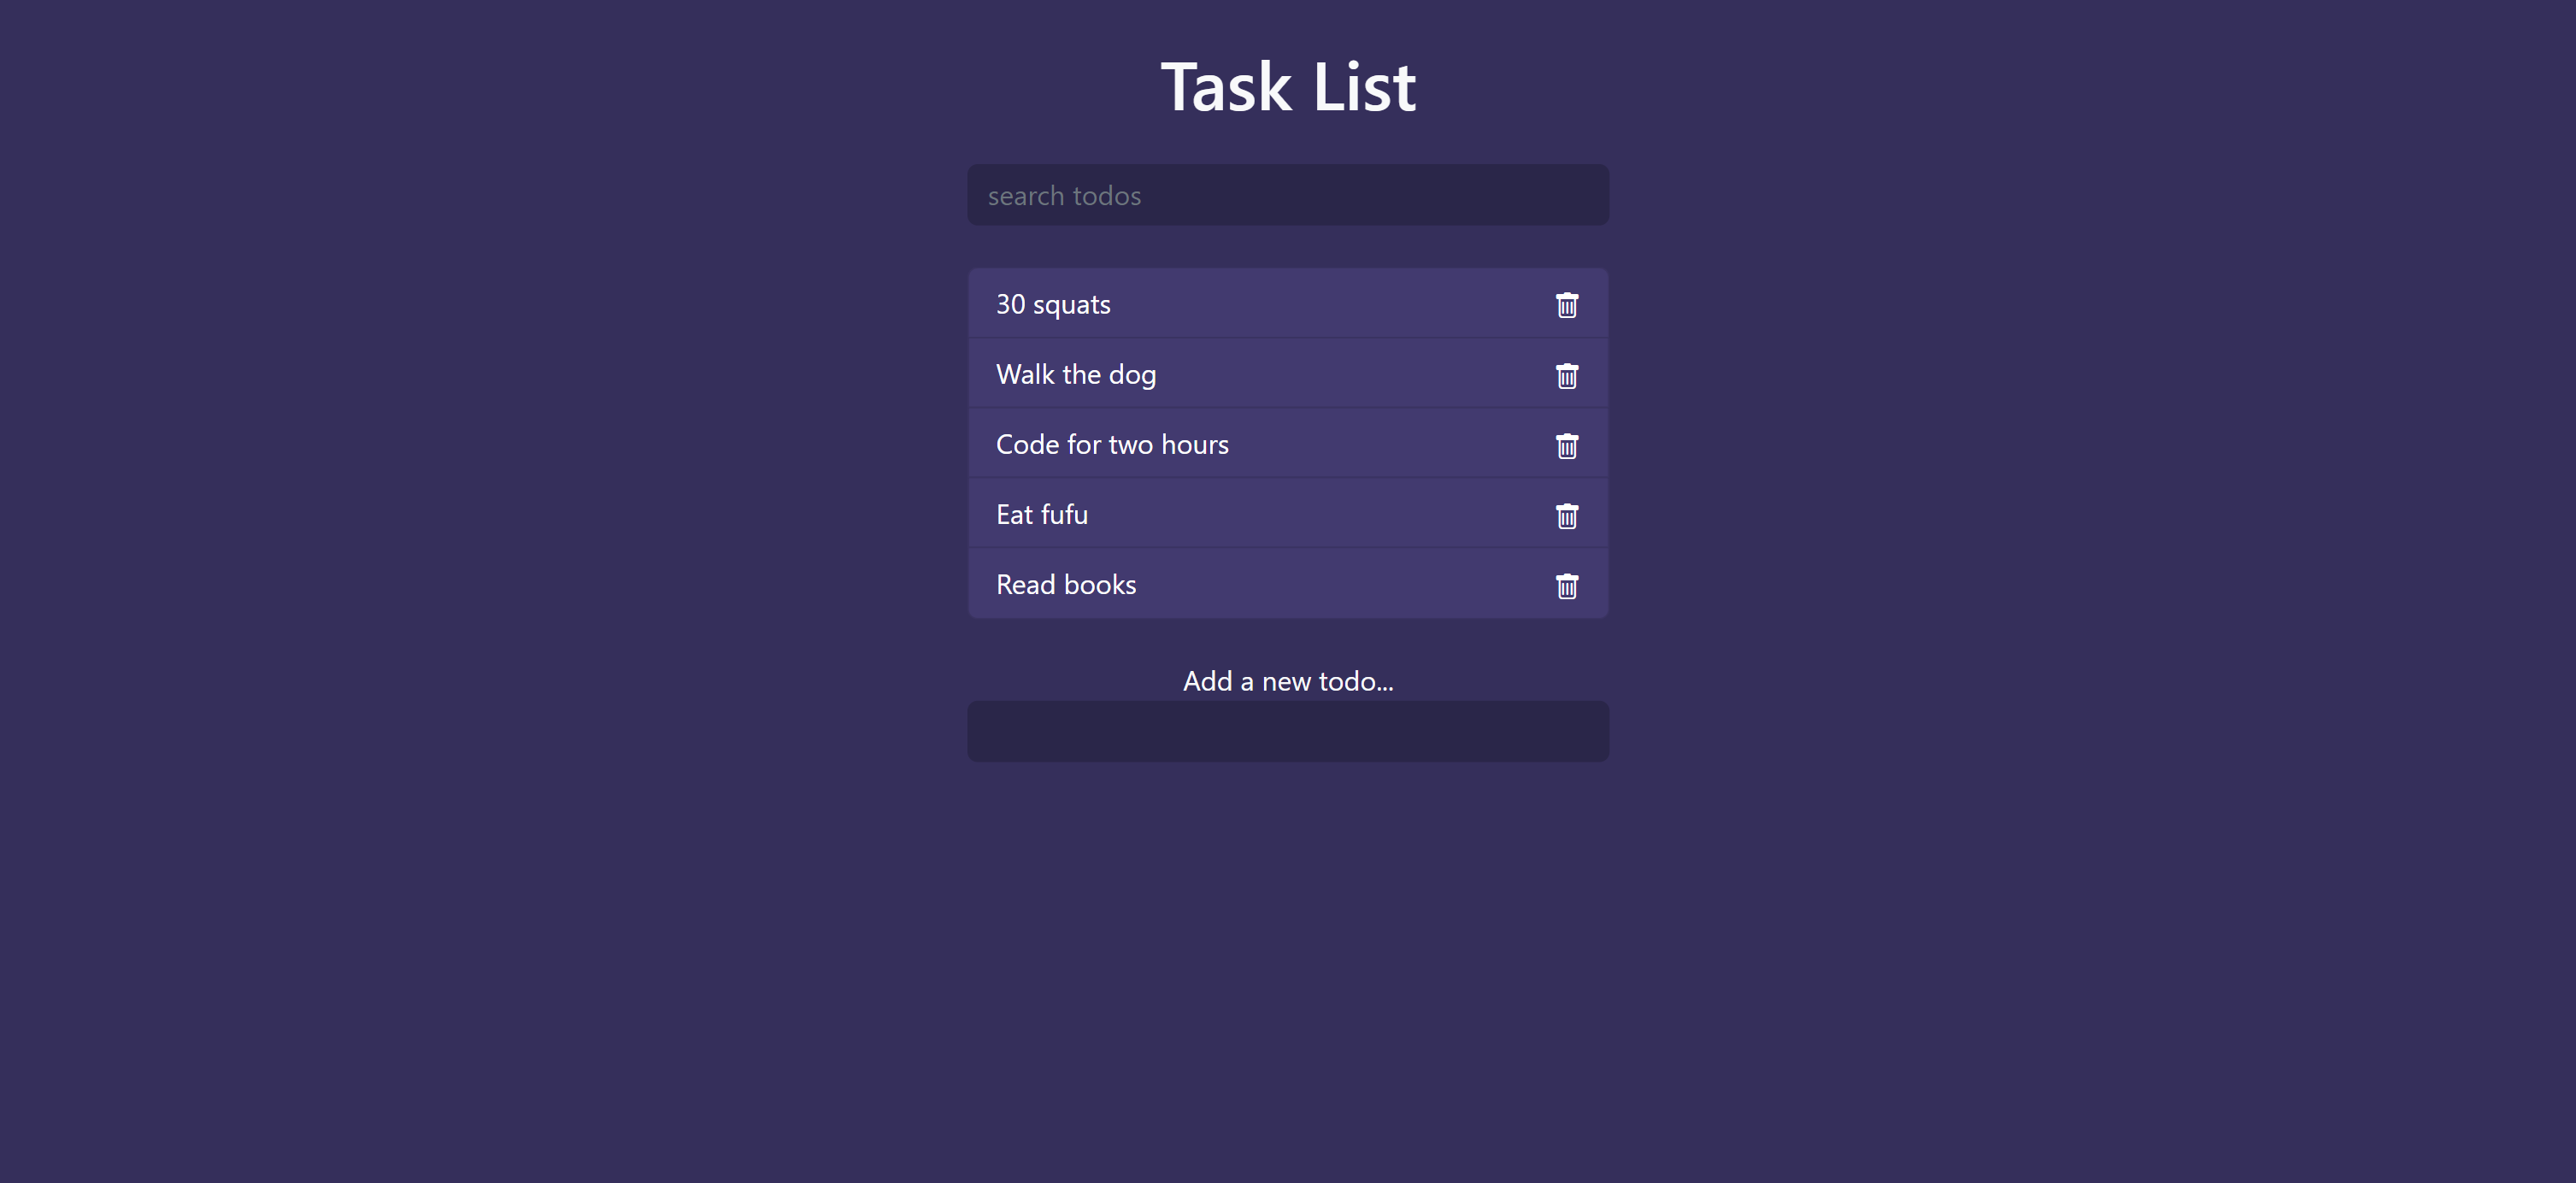 Task List
search todos
30 squats
Walk the dog
Code for two hours
Eat fufu
Read books
Add a new todo...